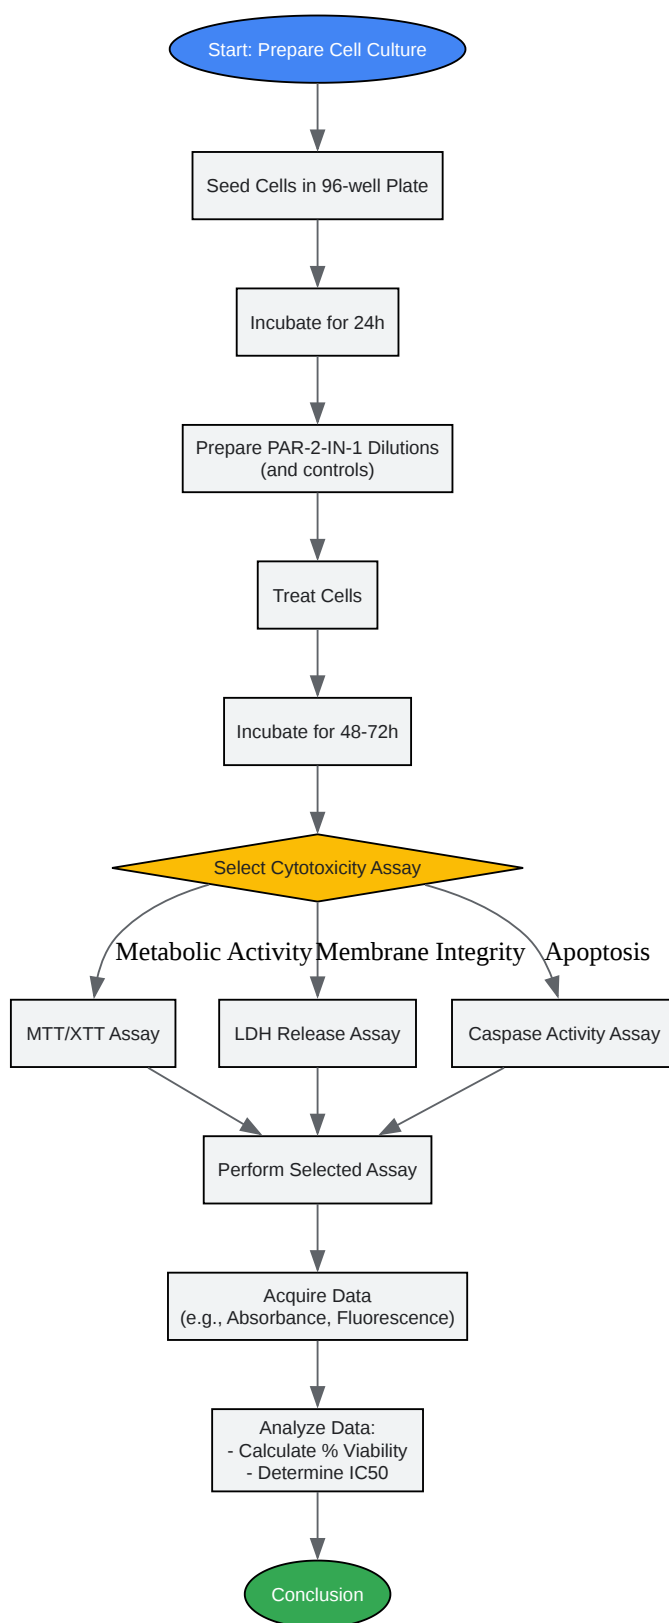 Start: Prepare Cell Culture
Seed Cells in 96-well Plate
Incubate for 24h
Prepare PAR-2-IN-1 Dilutions
(and controls)
Treat Cells
Incubate for 48-72h
Select Cytotoxicity Assay
Metabolic Activity
Membrane Integrity
Apoptosis
MTT/XTT Assay
LDH Release Assay
Caspase Activity Assay
Perform Selected Assay
Acquire Data
(e.g., Absorbance, Fluorescence)
Analyze Data:
- Calculate % Viability
- Determine IC50
Conclusion